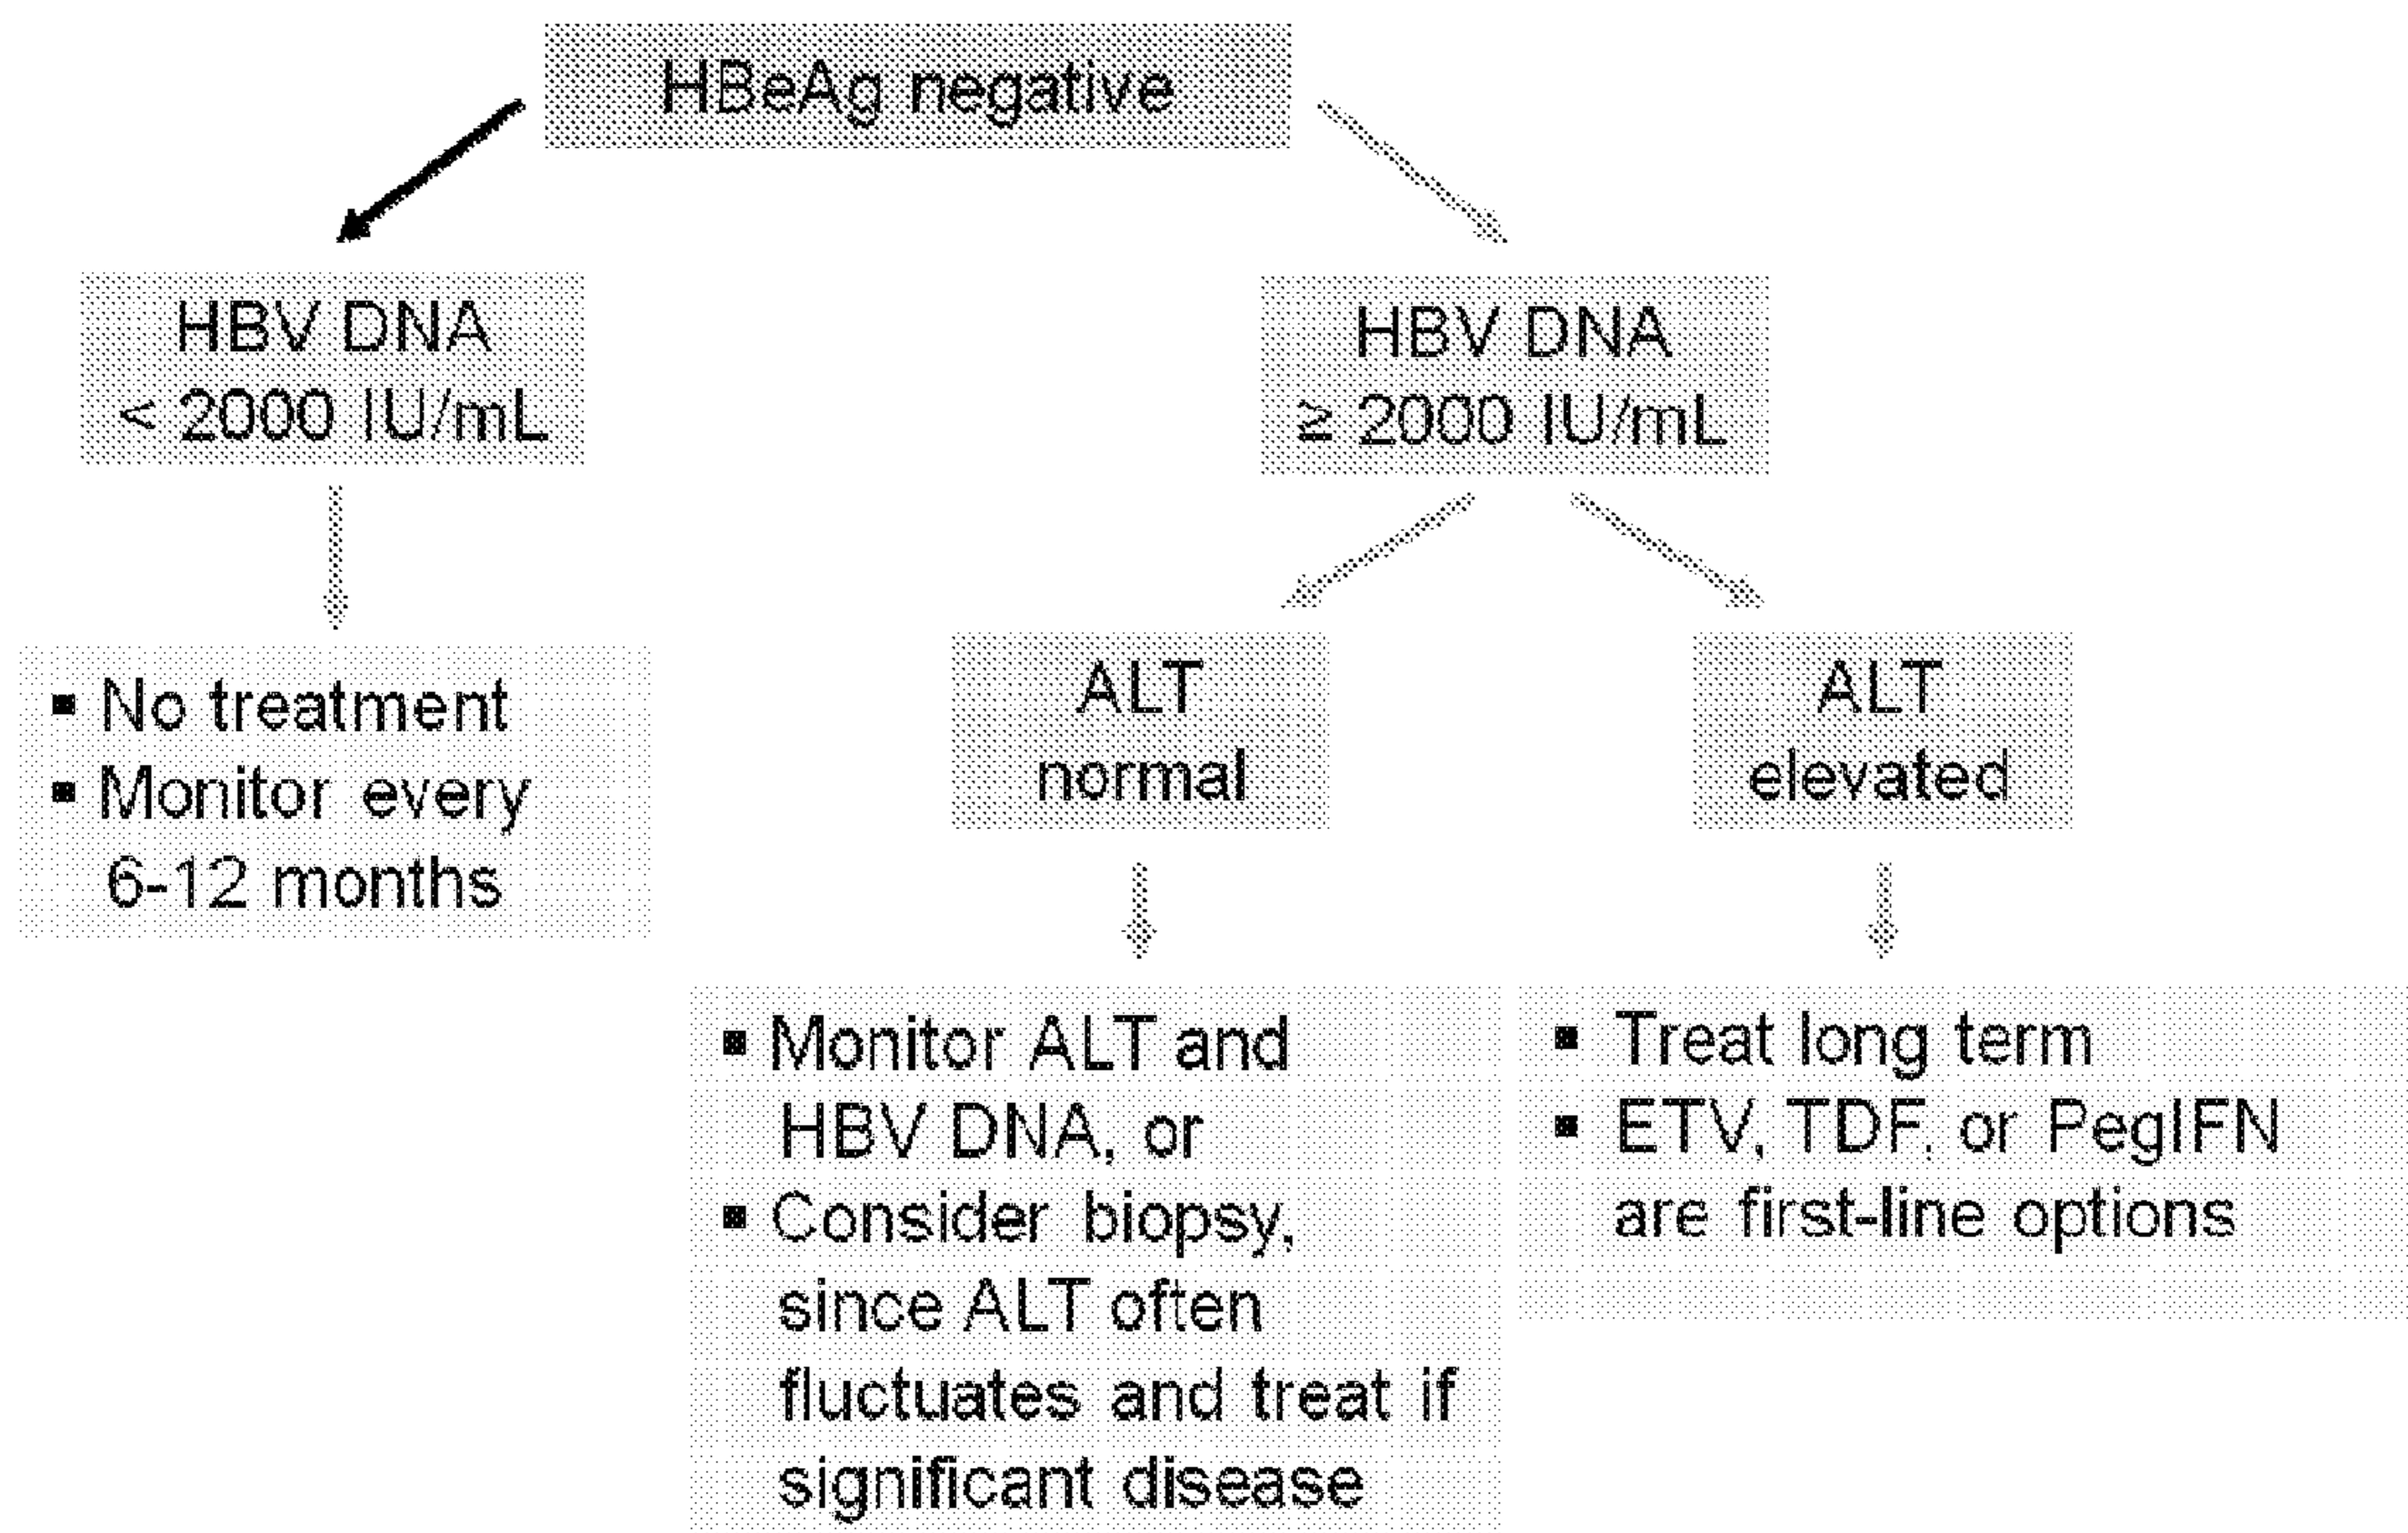 HBeAg negative
HBV DNA
< 2000 IU/mL
HBV DNA
≥ 2000 IU/mL
▪ No treatment
▪ Monitor every
6-12 months
ALT
normal
ALT
elevated
▪ Monitor ALT and
HBV DNA, or
▪ Consider biopsy,
since ALT often
fluctuates and treat if
significant disease
▪ Treat long term
▪ ETV, TDF, or PegIFN
are first-line options